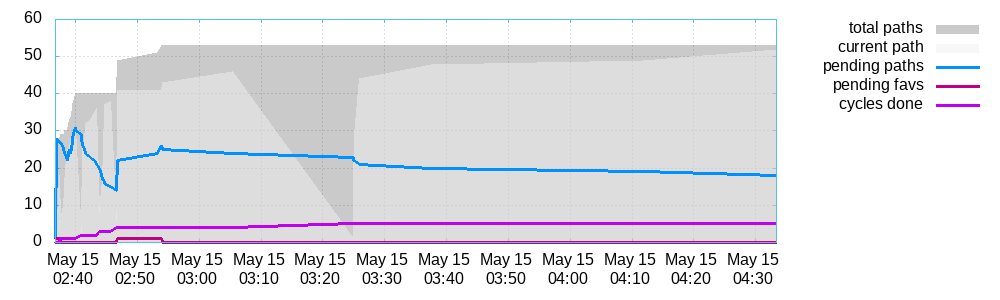 60
50
40
30
20
10
0
May 15 May 15 May 15 May 15 May 15 May 15 May 15 May 15 May 15 May 15 May 15 May 15
02:40 02:50 03:00 03:10 03:20 03:30 03:40 03:50 04:00 04:10 04:20 04:30
total paths
current path
pending paths
pending favs
cycles done